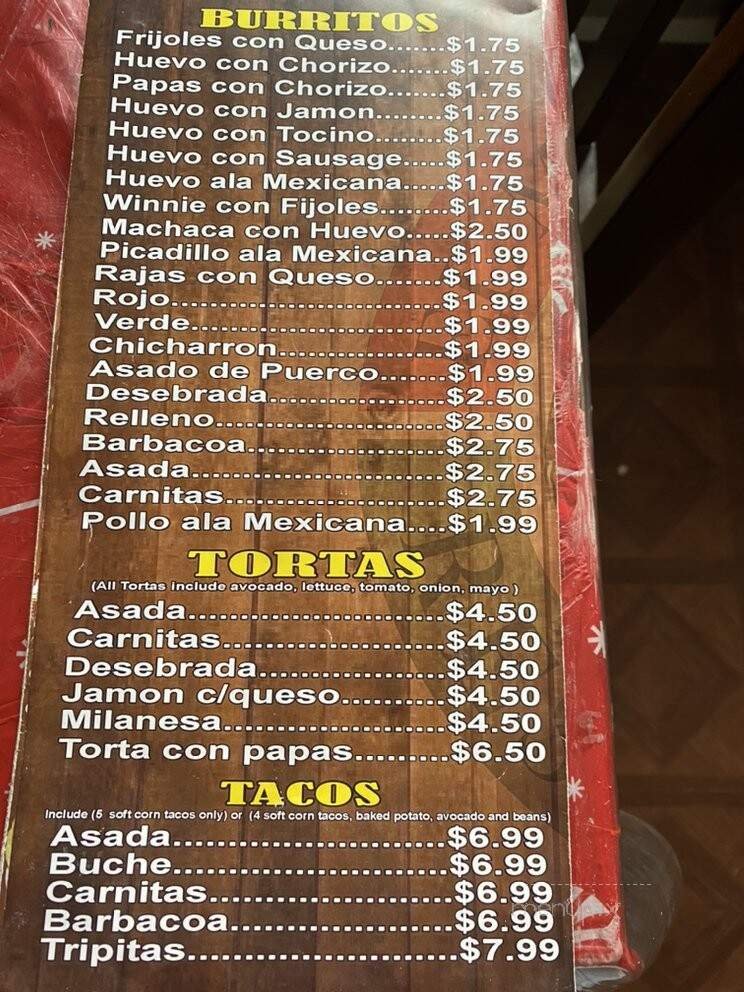 BURRITOS
Frijoles con Queso.......$1.75
Huevo con Chorizo.......$1.75
Papas con Chorizo.......$1.75
Huevo con Jamon.........$1.75
Huevo con Tocino.........$1.75
Huevo con Sausage.....$1.75
Huevo ala Mexicana.....$1.75
Winnie con Fijoles........$1.75
Machaca con Huevo.....$2.50
Picadillo ala Mexicana..$1.99
Rajas con Queso........$1.99
Rojo..............................$1.99
Verde............................$1.99
Chicharron..................$1.99
Asado de Puerco.......$1.99
Desebrada...................$2.50
Relleno.........................$2.50
Barbacoa.....................$2.75
Asada...........................$2.75
Carnitas.......................$2.75
Pollo ala Mexicana....$1.99
TORTAS
(All Tortas include avocado, lettuce, tomato, onion, mayo )
Asada...........................$4.50
Carnitas.......................$4.50
Desebrada...................$4.50
Jamon c/queso..........$4.50
Milanesa......................$4.50
Torta con papas.........$6.50
TACOS
Include (5 soft corn tacos only) or (4 soft corn tacos, baked potato, avocado and beans)
Asada..........................$6.99
Buche..........................$6.99
Carnitas.......................$6.99
Barbacoa.....................$6.99
Tripitas.........................$7.99